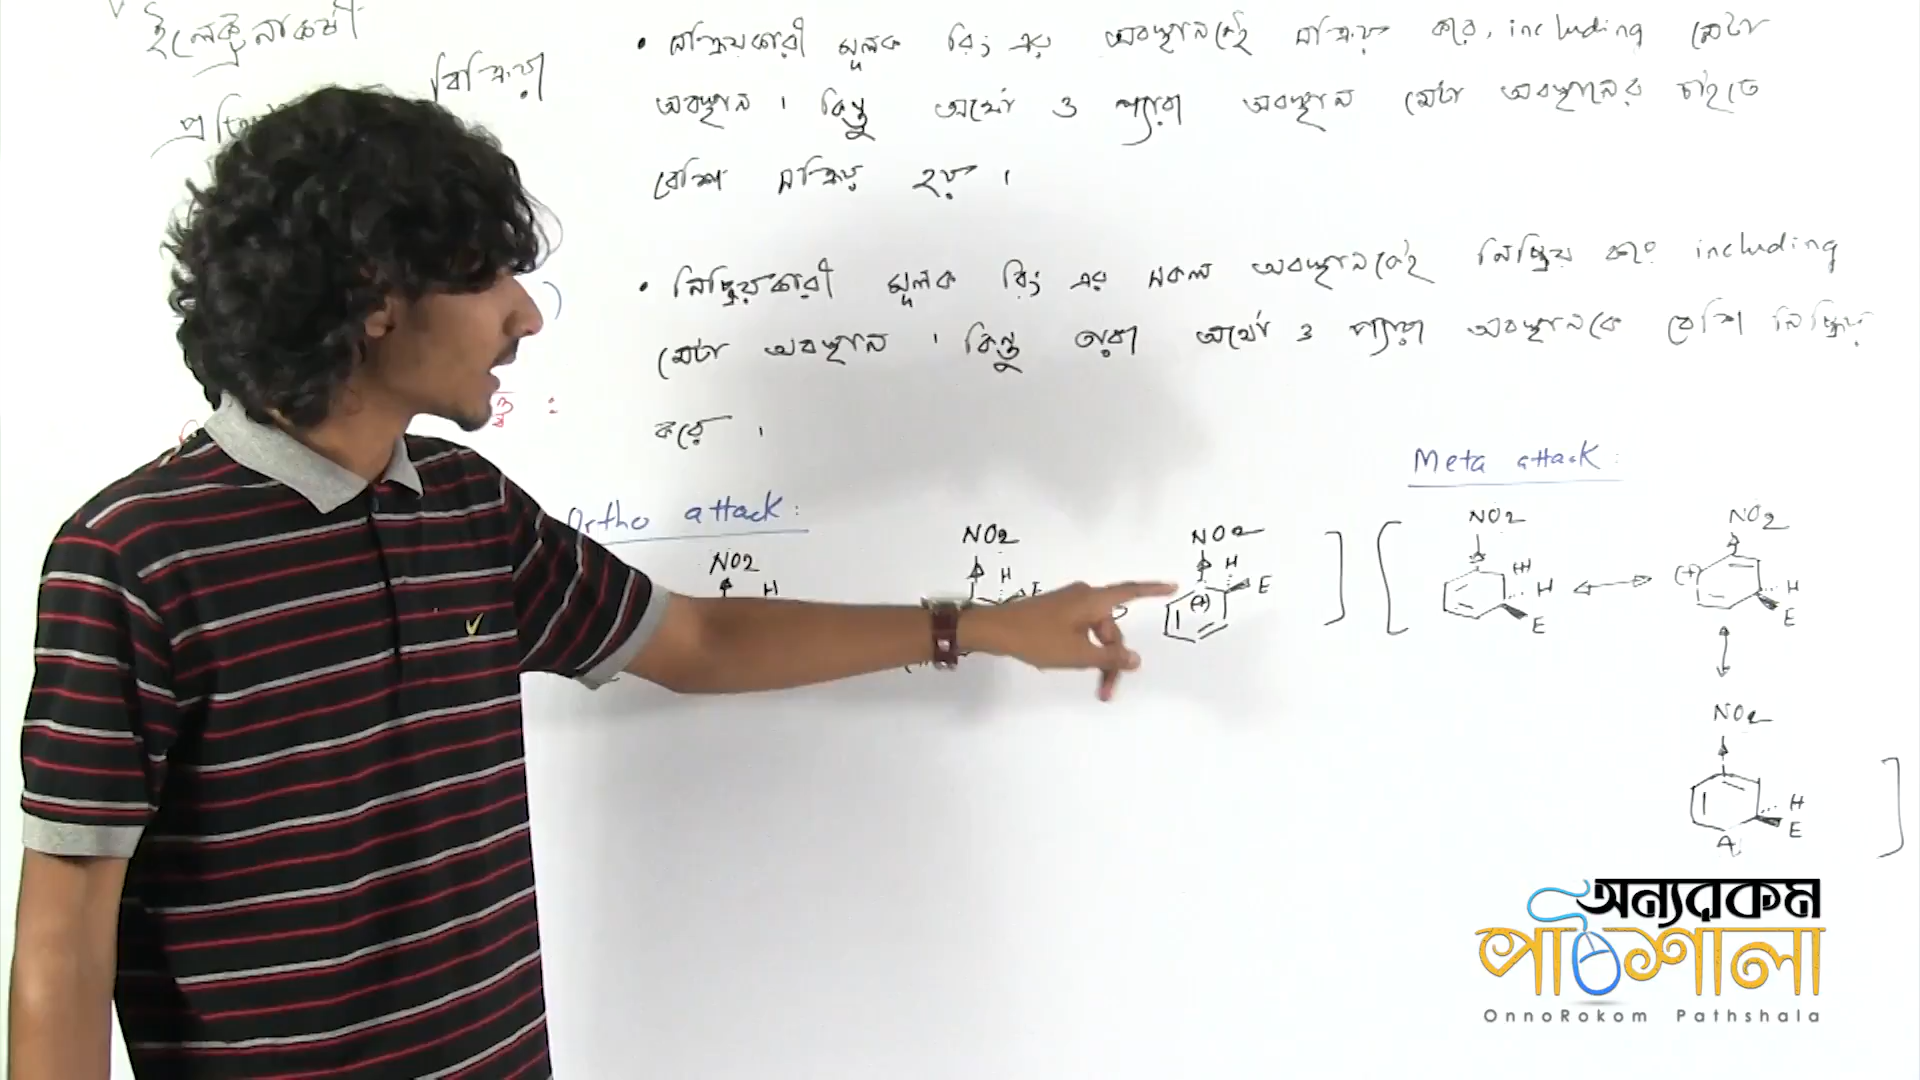 ইলেকট্রনাকর্ষী
বিক্রিয়া
• সক্রিয়কারী মূলক রিং এর অবস্থানকেই সক্রিয় করে, including মেটা
অবস্থান । কিন্তু অর্থো ও প্যারা অবস্থান মেটা অবস্থানের চাইতে
বেশি সক্রিয় হয় ।
• নিষ্ক্রিয়কারী মূলক রিং এর সকল অবস্থানকেই নিষ্ক্রিয় করে including
মেটা অবস্থান । কিন্তু তারা অর্থো ও প্যারা অবস্থানকে বেশি নিষ্ক্রিয়
করে ।
Ortho attack:
NO2
H
NO2
H
E
NO2
H
E
(+)
Meta attack:
NO2
(+)
H
E
NO2
(+)
H
E
NO2
H
E
অন্যরকম
পাঠশালা
OnnoRokom Pathshala